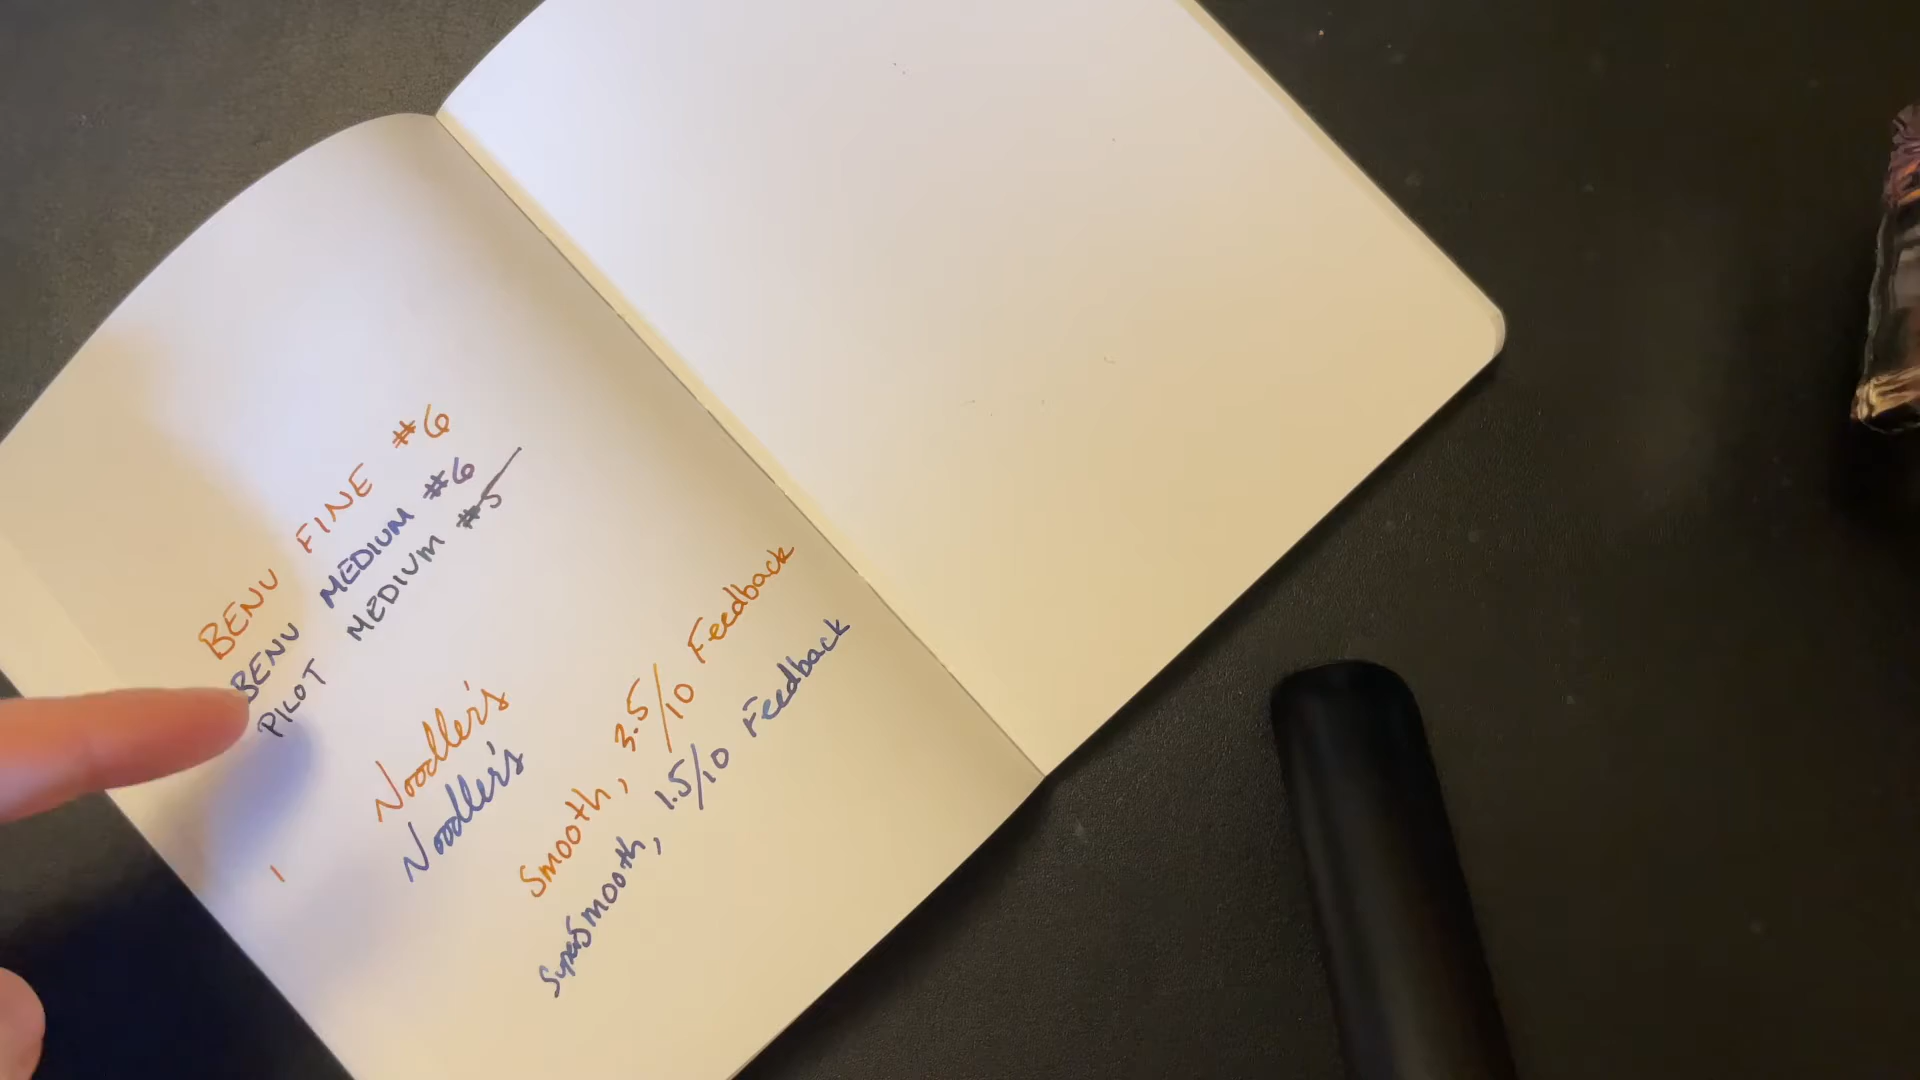 BENU FINE #6
BENU MEDIUM #6
PILOT MEDIUM #5
Noodler's
Noodler's
Smooth, 3.5/10 Feedback
SuperSmooth, 1.5/10 Feedback